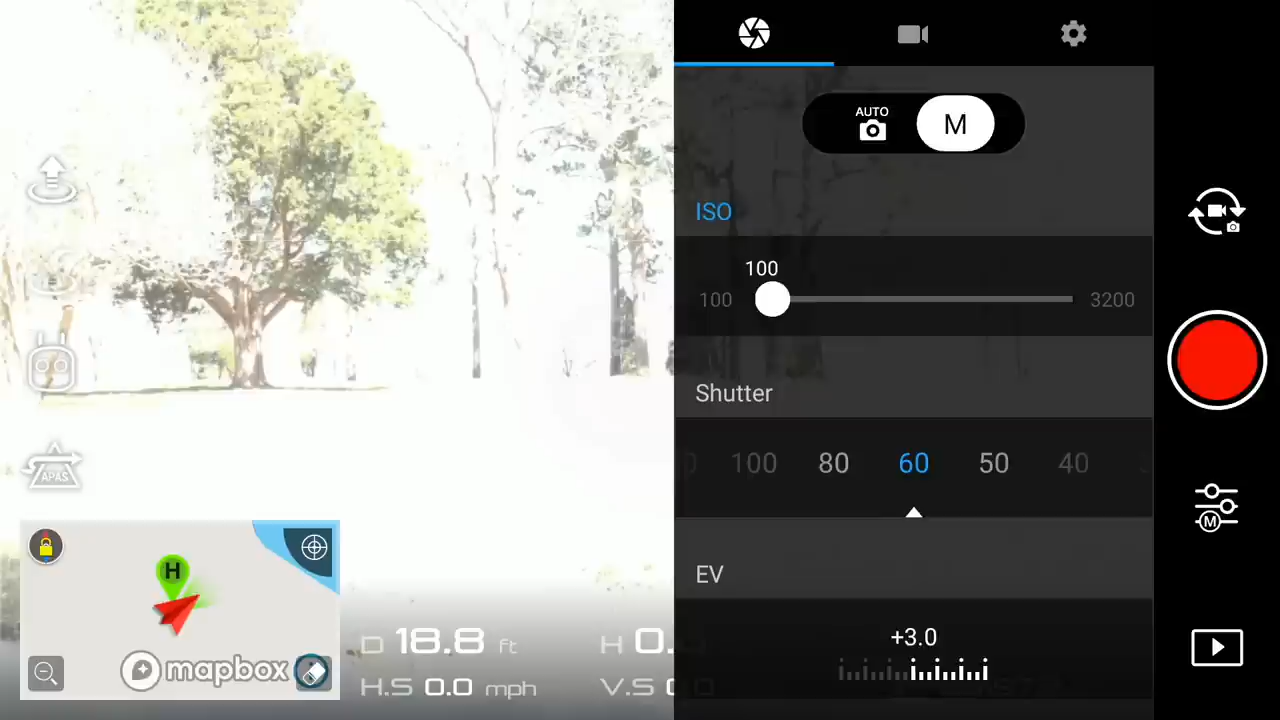 AUTO
M
ISO
100
100
3200
Shutter
100
80
60
50
40
EV
+3.0
M
APAS
H
mapbox
D 18.8 ft
H 0.
H.S 0.0 mph
V.S